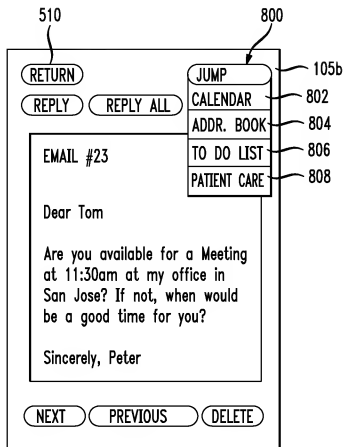 510
800
RETURN
JUMP
105b
REPLY
REPLY ALL
CALENDAR
802
ADDR. BOOK
804
EMAIL #23
TO DO LIST
806
PATIENT CARE
808
Dear Tom
Are you available for a Meeting
at 11:30am at my office in
San Jose? If not, when would
be a good time for you?
Sincerely, Peter
NEXT
PREVIOUS
DELETE